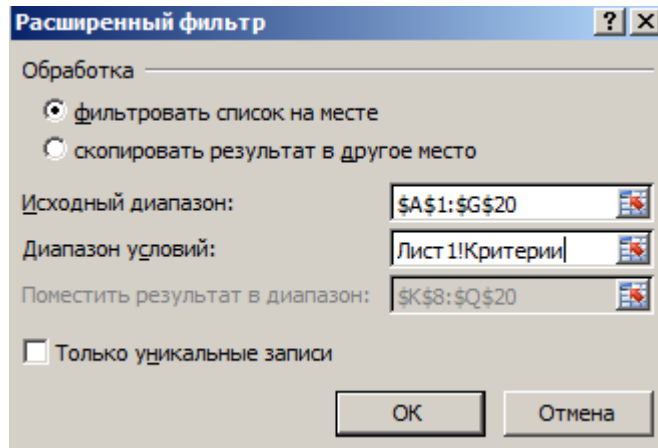 Расширенный фильтр
Обработка
фильтровать список на месте
скопировать результат в другое место
Исходный диапазон: $A$1:$G$20
Диапазон условий: Лист1!Критерии
Поместить результат в диапазон: $K$8:$Q$20
Только уникальные записи
ОК Отмена